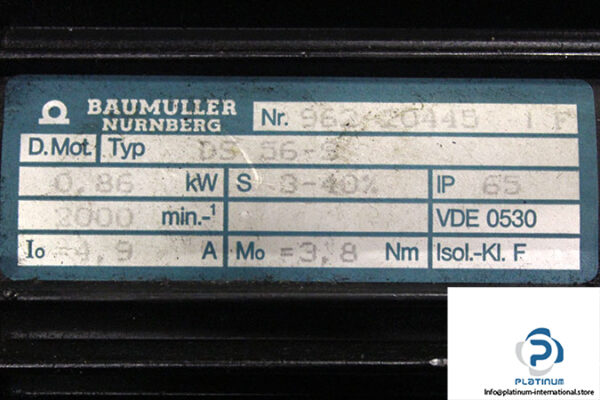 BAUMULLER
NURNBERG
Nr. 962 20445 I F
D.Mot. Typ DS 56-S
0,86 kW S 3-40% IP 65
2000 min.-¹ VDE 0530
Io =4,9 A Mo =3,8 Nm Isol.-Kl. F
PLATINUM
INTERNATIONAL
Info@platinum-international.store